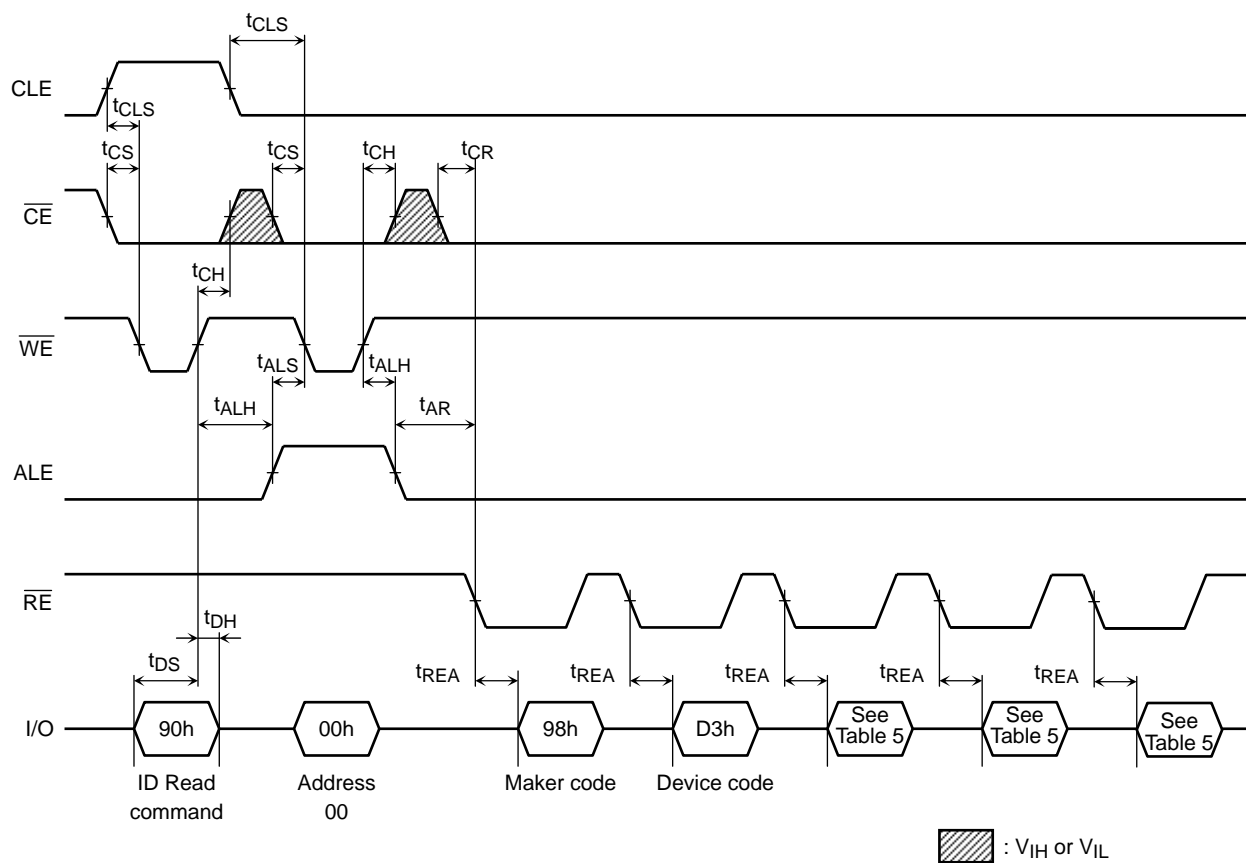 tCLS
CLE
tCLS
tCS
tCS
tCH
tCR
CE
tCH
WE
tALS
tALH
tALH
tAR
ALE
RE
tDH
tDS
tREA
tREA
tREA
tREA
tREA
I/O
90h
00h
98h
D3h
See
Table 5
See
Table 5
See
Table 5
ID Read
command
Address
00
Maker code
Device code
: VIH or VIL